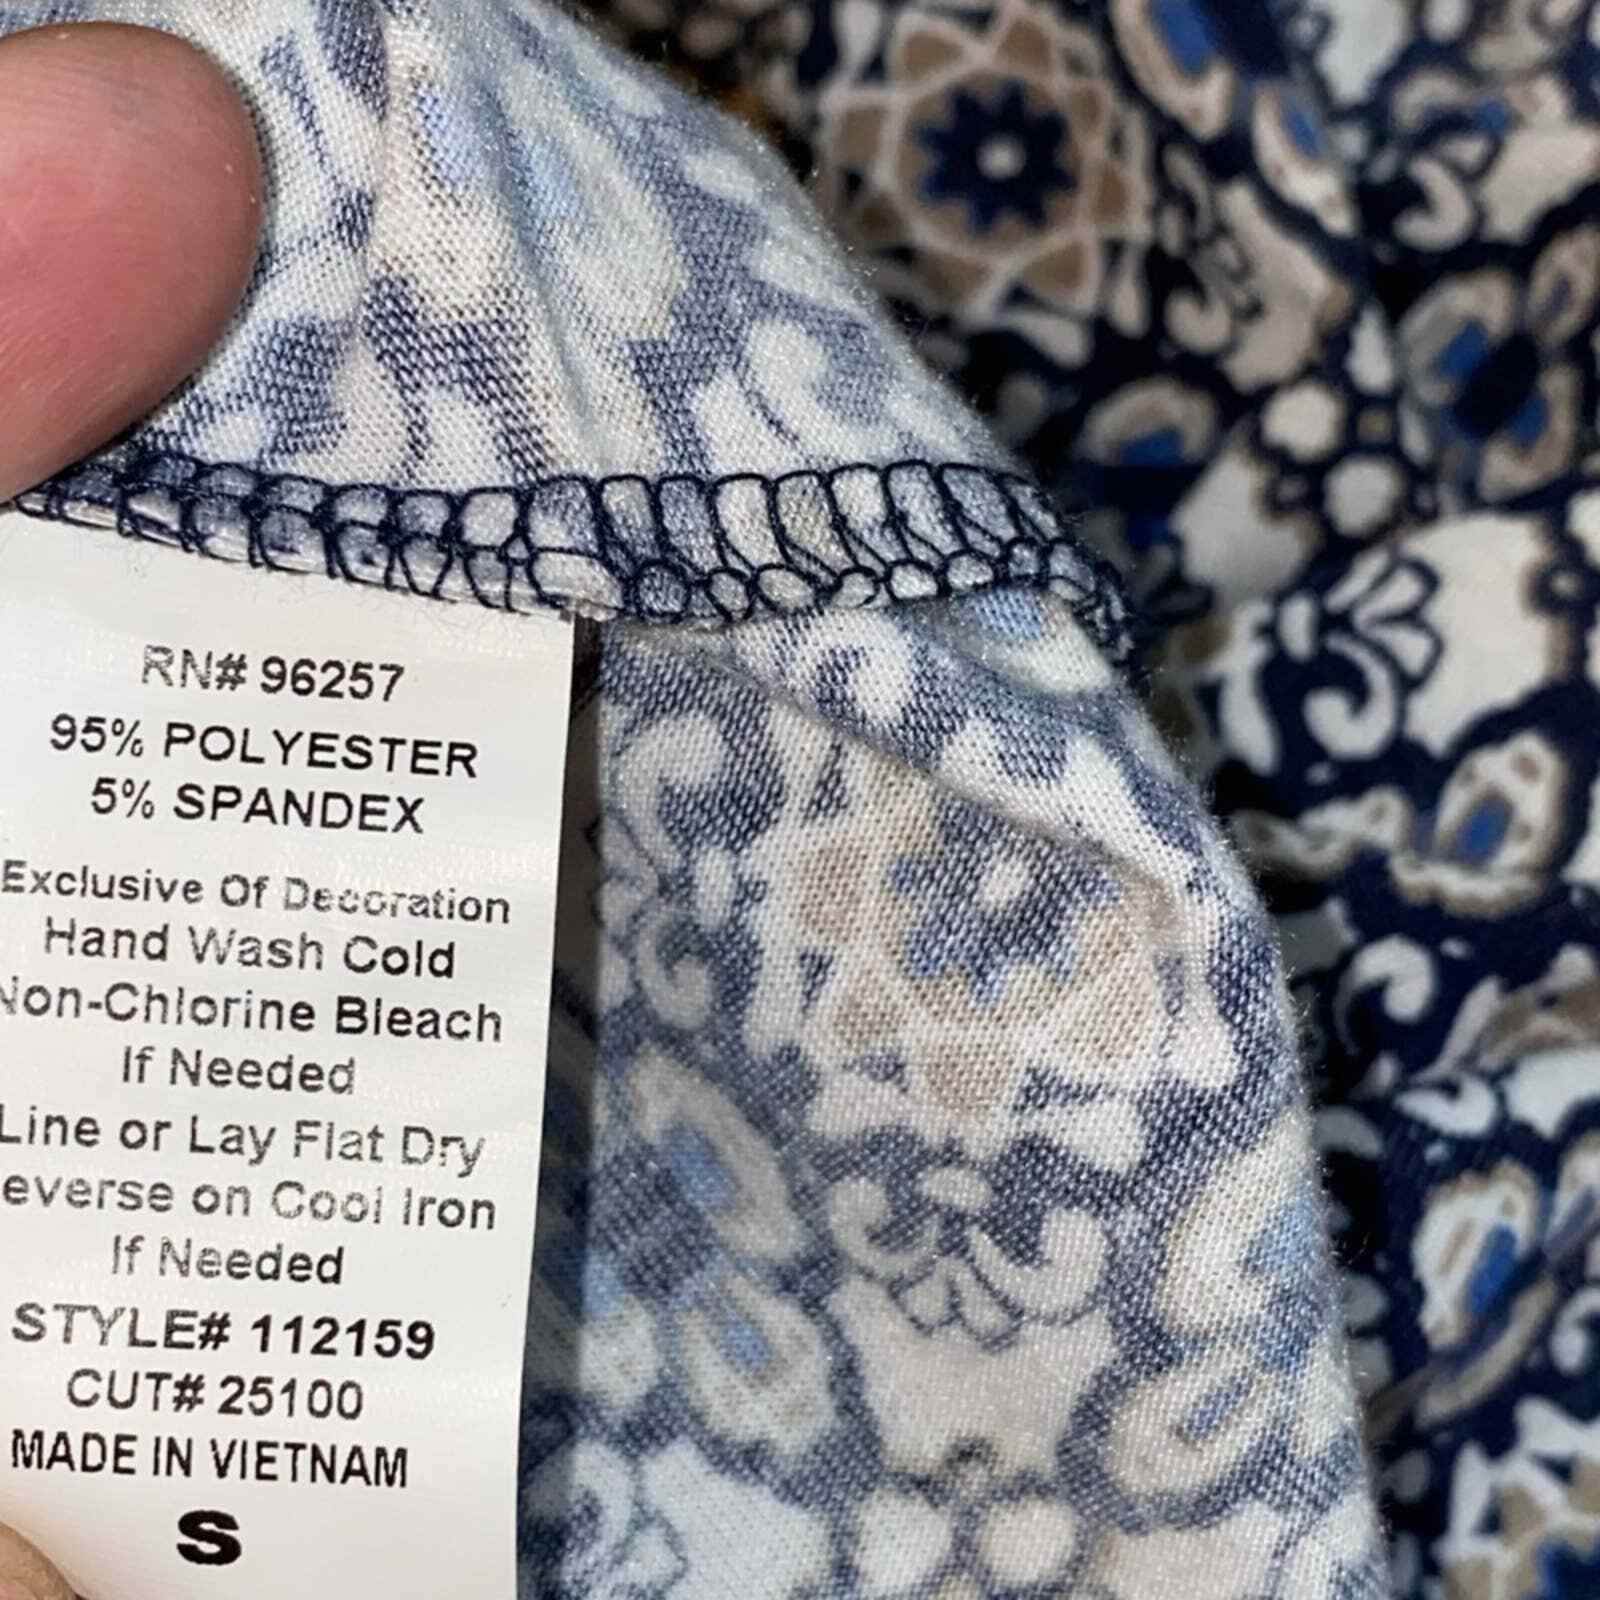 RN# 96257
95% POLYESTER
5% SPANDEX
Exclusive Of Decoration
Hand Wash Cold
Non-Chlorine Bleach
If Needed
Line or Lay Flat Dry
everse on Cool Iron
If Needed
STYLE# 112159
CUT# 25100
MADE IN VIETNAM
S